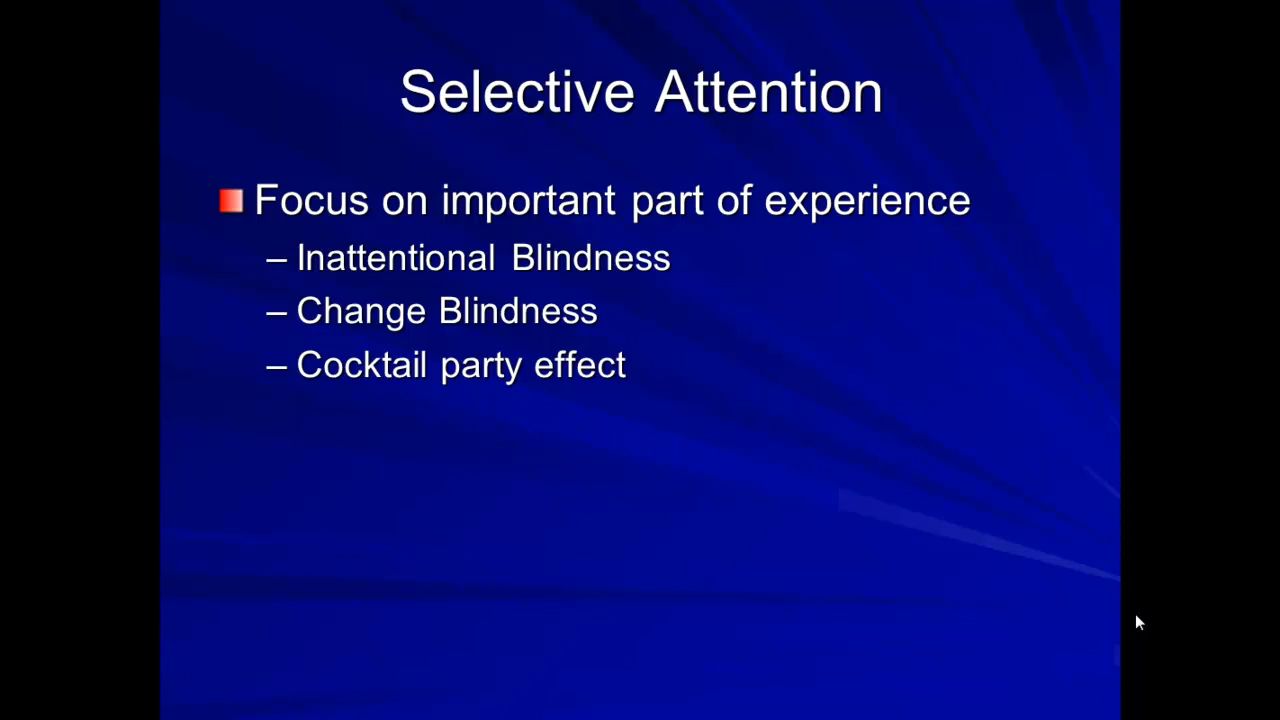 Selective Attention
Focus on important part of experience
– Inattentional Blindness
– Change Blindness
– Cocktail party effect